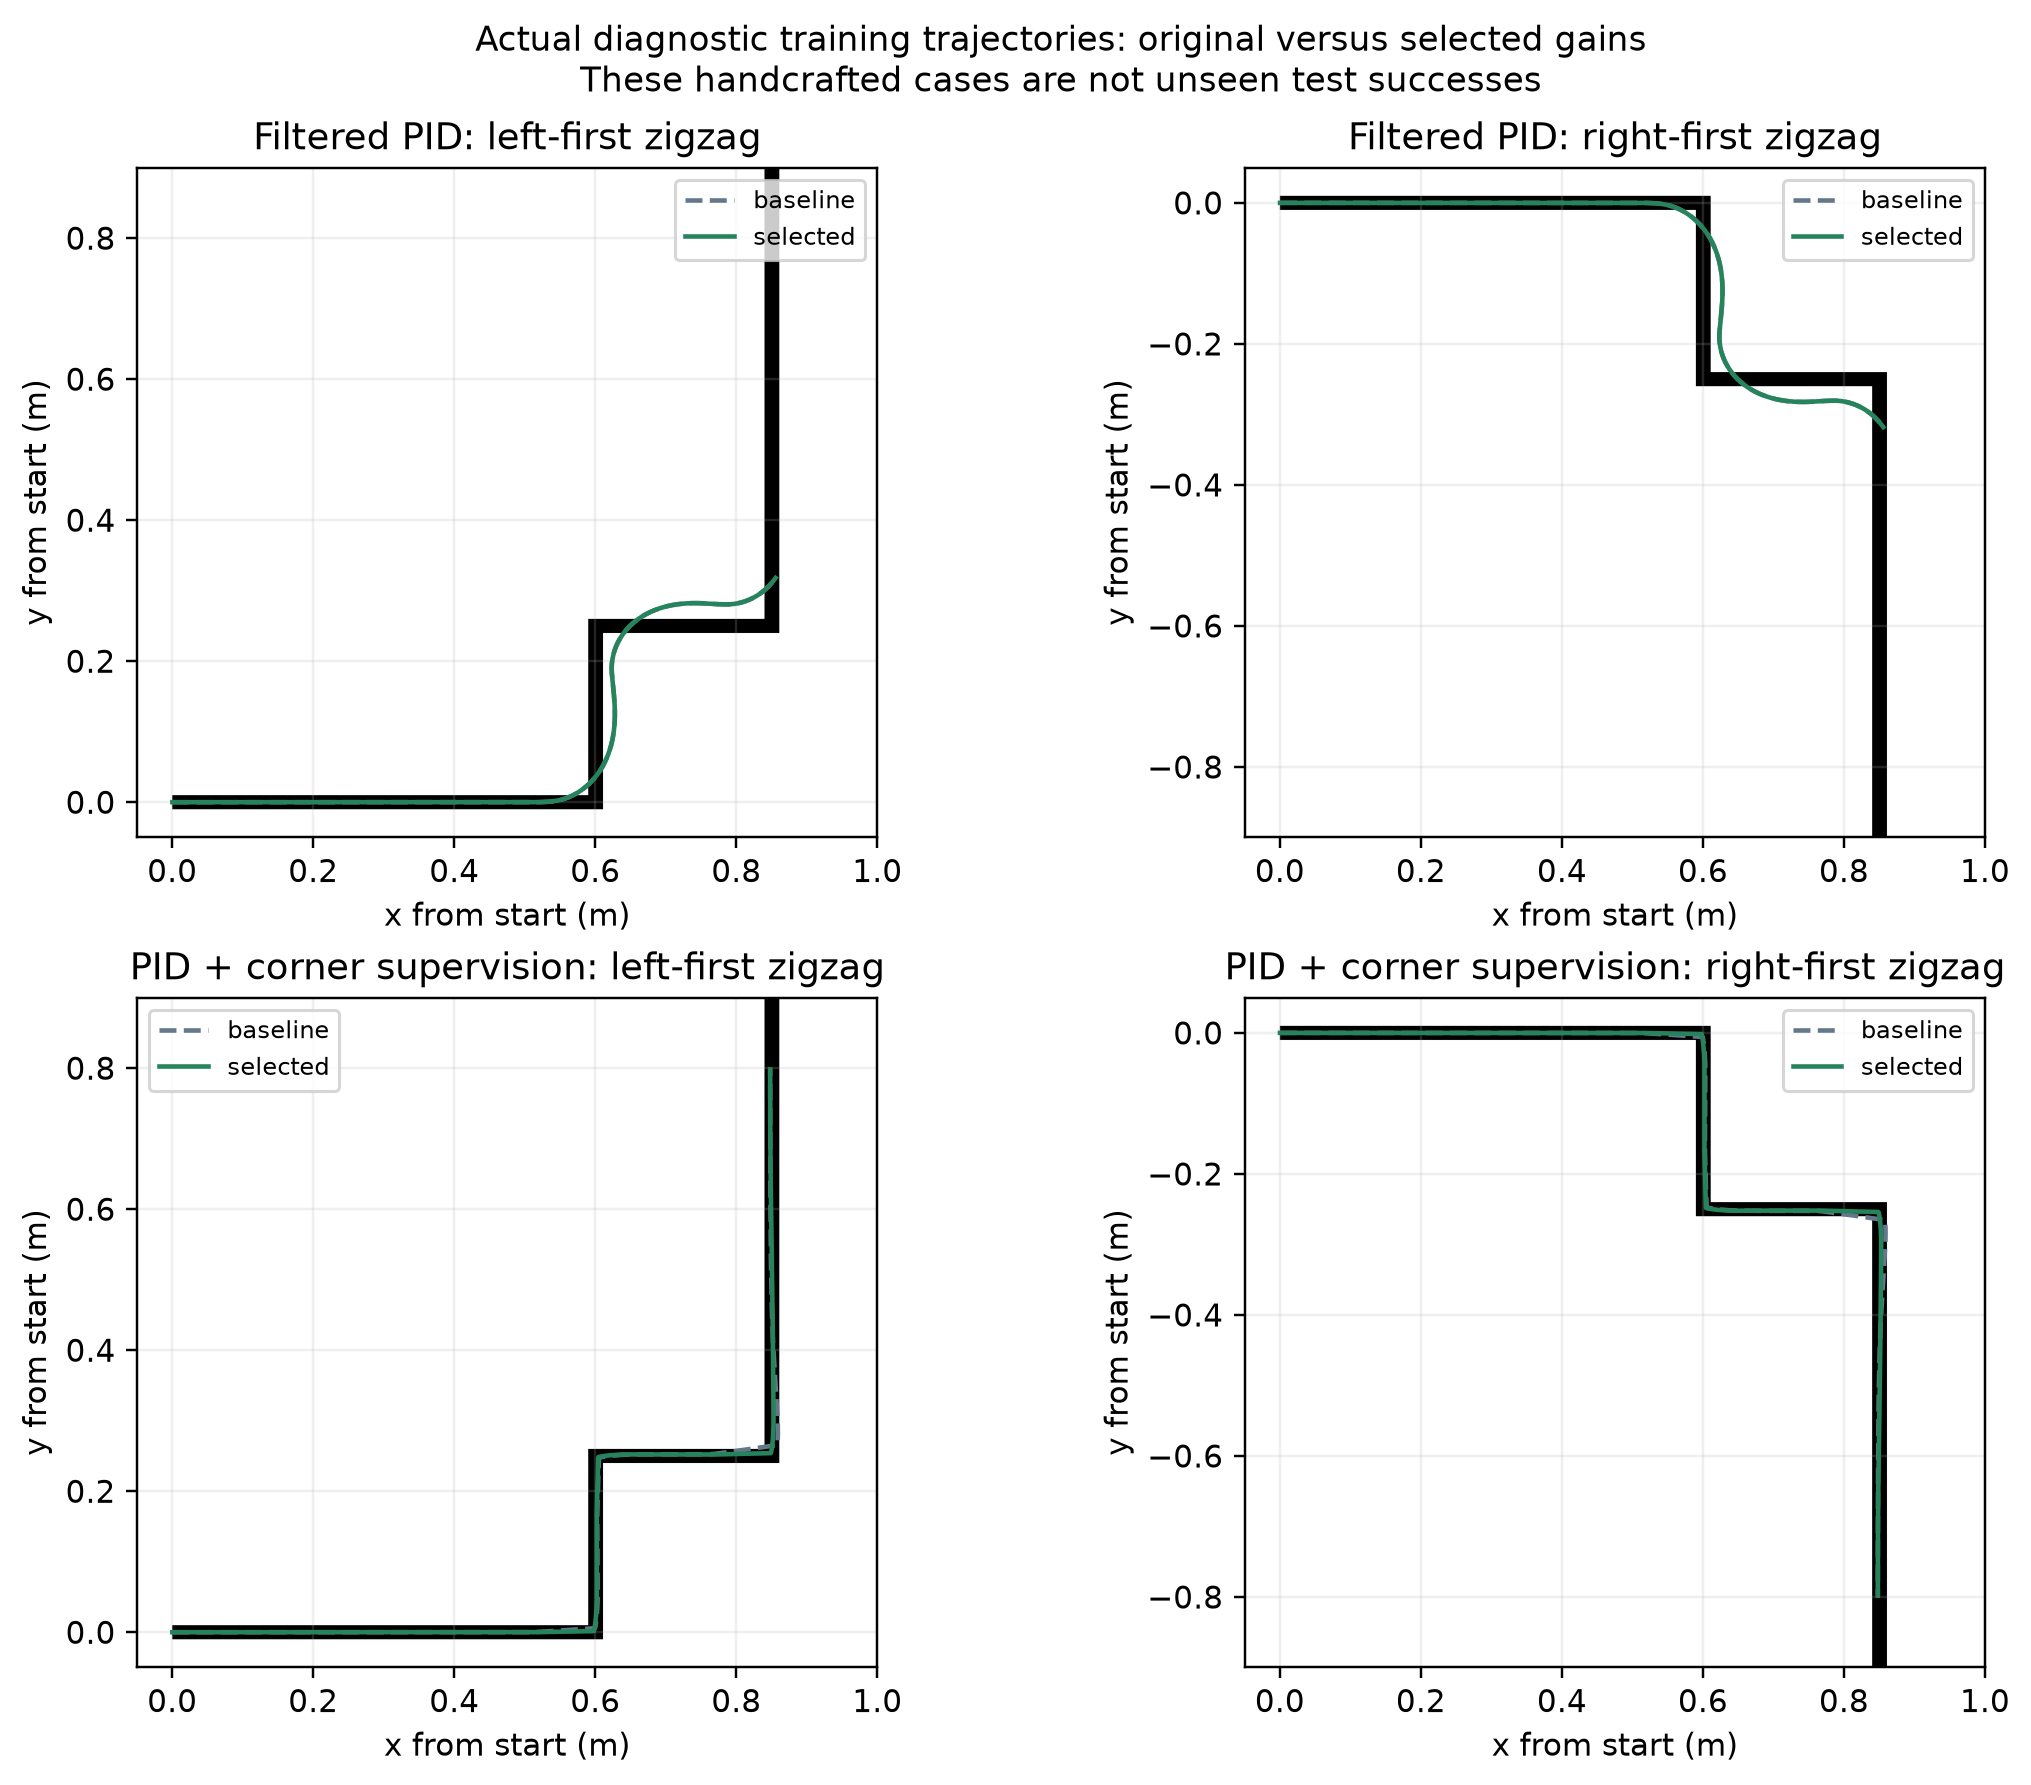 Actual diagnostic training trajectories: original versus selected gains
These handcrafted cases are not unseen test successes
Filtered PID: left-first zigzag
baseline
selected
0.8
0.6
0.4
0.2
0.0
y from start (m)
0.0 0.2 0.4 0.6 0.8 1.0
x from start (m)
Filtered PID: right-first zigzag
baseline
selected
0.0
−0.2
−0.4
−0.6
−0.8
y from start (m)
0.0 0.2 0.4 0.6 0.8 1.0
x from start (m)
PID + corner supervision: left-first zigzag
baseline
selected
0.8
0.6
0.4
0.2
0.0
y from start (m)
0.0 0.2 0.4 0.6 0.8 1.0
x from start (m)
PID + corner supervision: right-first zigzag
baseline
selected
0.0
−0.2
−0.4
−0.6
−0.8
y from start (m)
0.0 0.2 0.4 0.6 0.8 1.0
x from start (m)